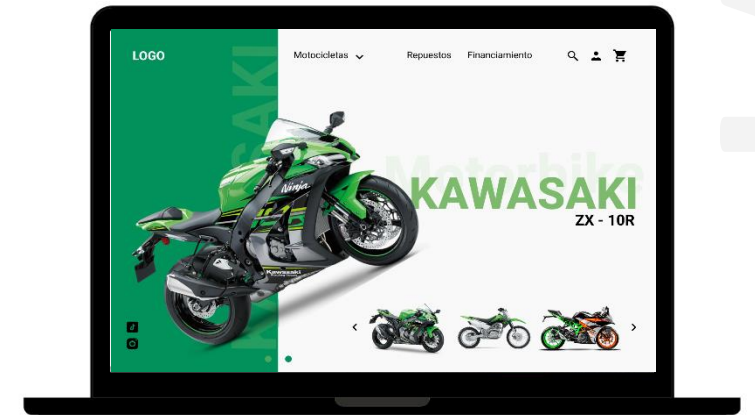 LOGO
Motocicletas
Repuestos
Financiamiento
KAWASAKI
Motorbike
KAWASAKI
ZX - 10R
Ninja
Kawasaki